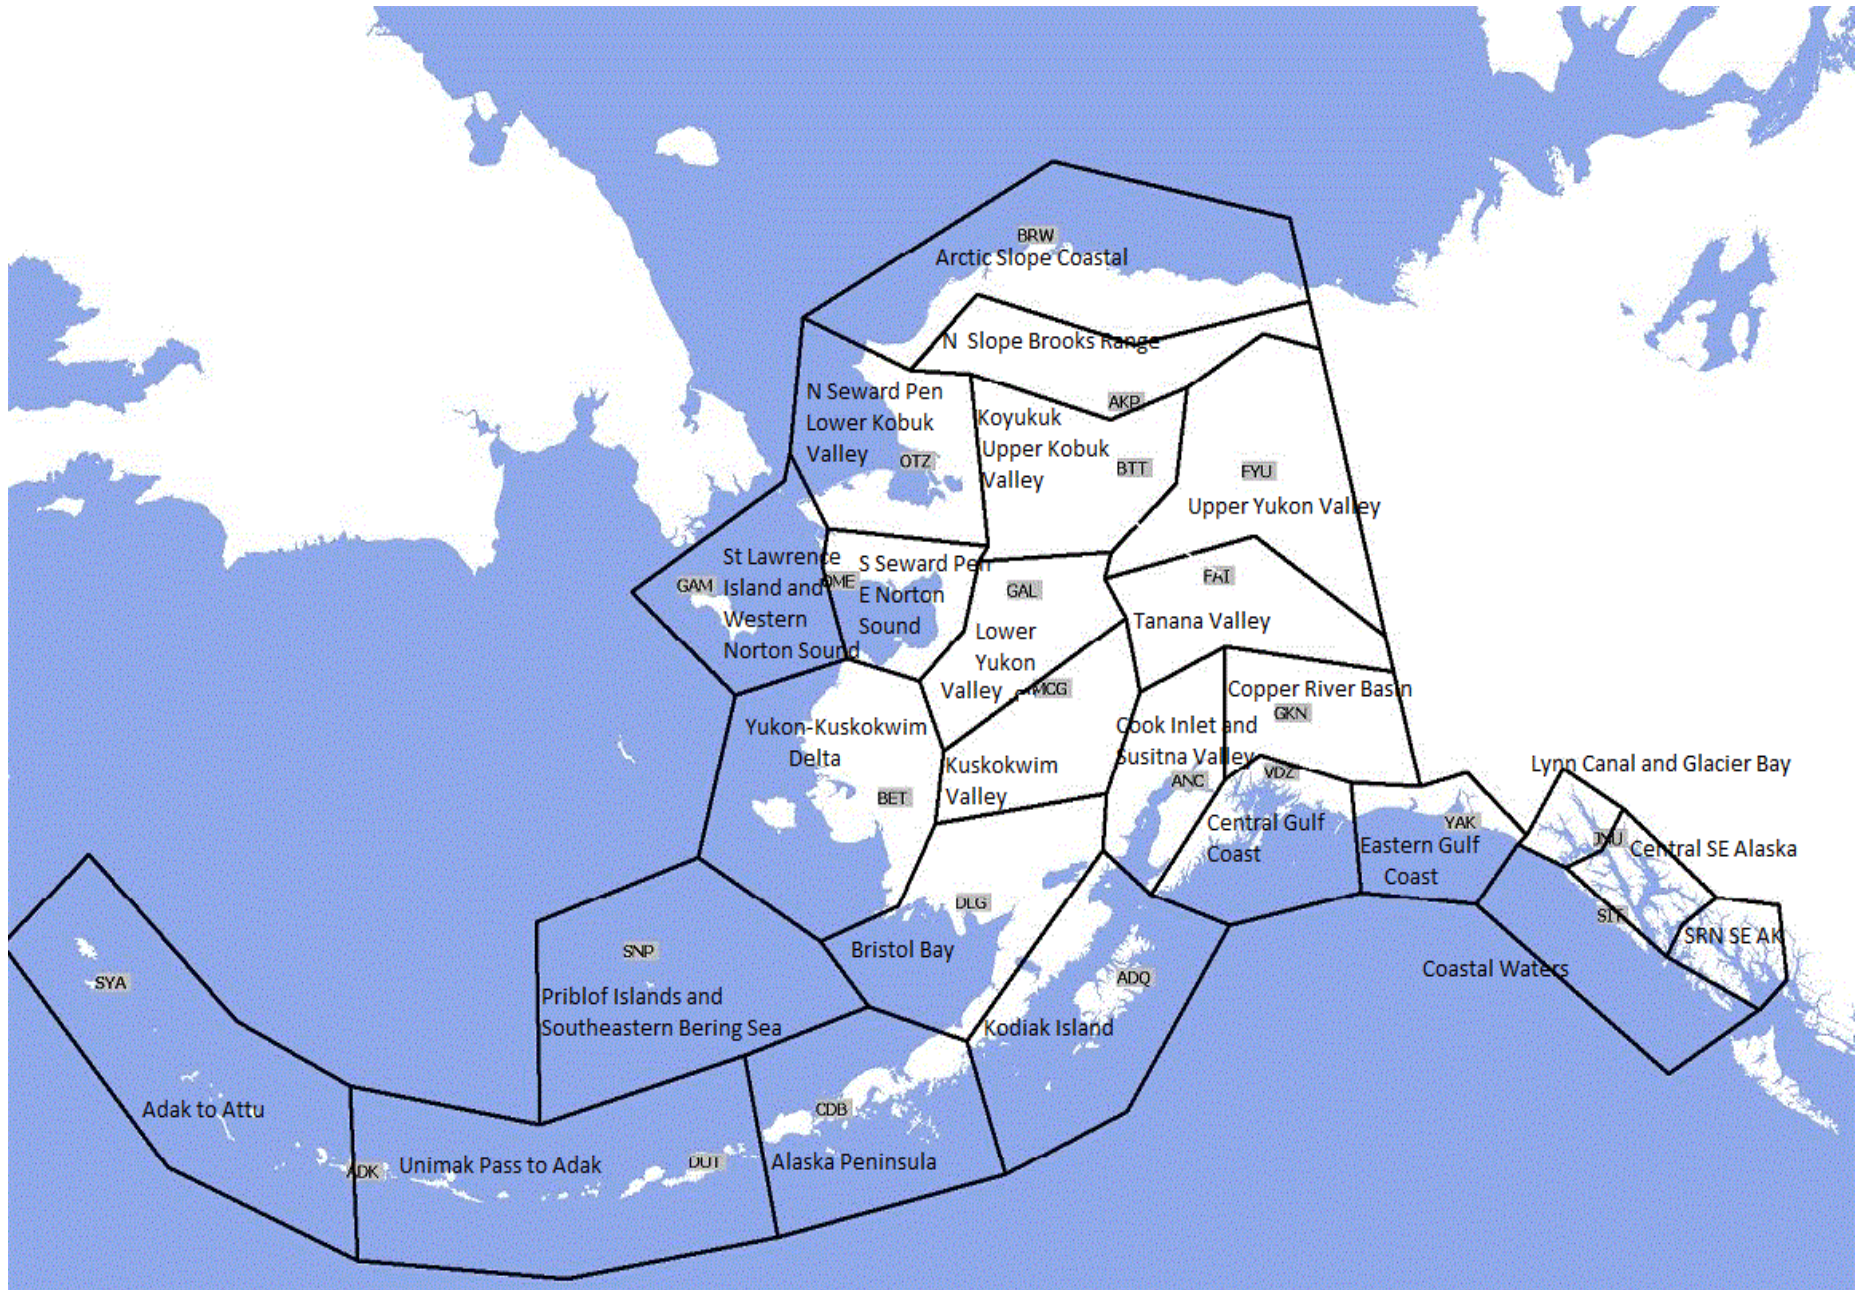 BRW
Arctic Slope Coastal
N Slope Brooks Range
N Seward Pen
Lower Kobuk
Valley
OTZ
AKP
Koyukuk
Upper Kobuk
Valley
BTT
FYU
Upper Yukon Valley
St Lawrence
Island and
Western
Norton Sound
GAM
OME
S Seward Pen
E Norton
Sound
GAL
Lower
Yukon
Valley
FAI
Tanana Valley
MCG
Kuskokwim
Valley
Yukon-Kuskokwim
Delta
BET
Cook Inlet and
Susitna Valley
ANC
Copper River Basin
GKN
VDZ
Central Gulf
Coast
YAK
Eastern Gulf
Coast
Lynn Canal and Glacier Bay
JNU
Central SE Alaska
SIT
SRN SE AK
Coastal Waters
DLG
Bristol Bay
ADQ
Kodiak Island
SNP
Priblof Islands and
Southeastern Bering Sea
SYA
Adak to Attu
ADK
Unimak Pass to Adak
DUT
CDB
Alaska Peninsula